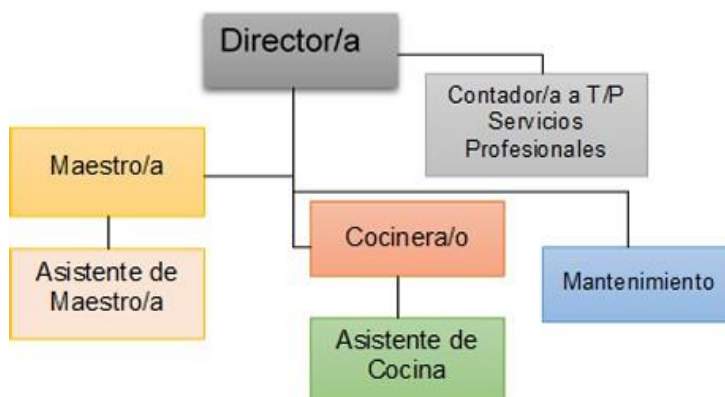 Director/a
Contador/a a T/P
Servicios
Profesionales
Maestro/a
Asistente de
Maestro/a
Cocinera/o
Asistente de
Cocina
Mantenimiento